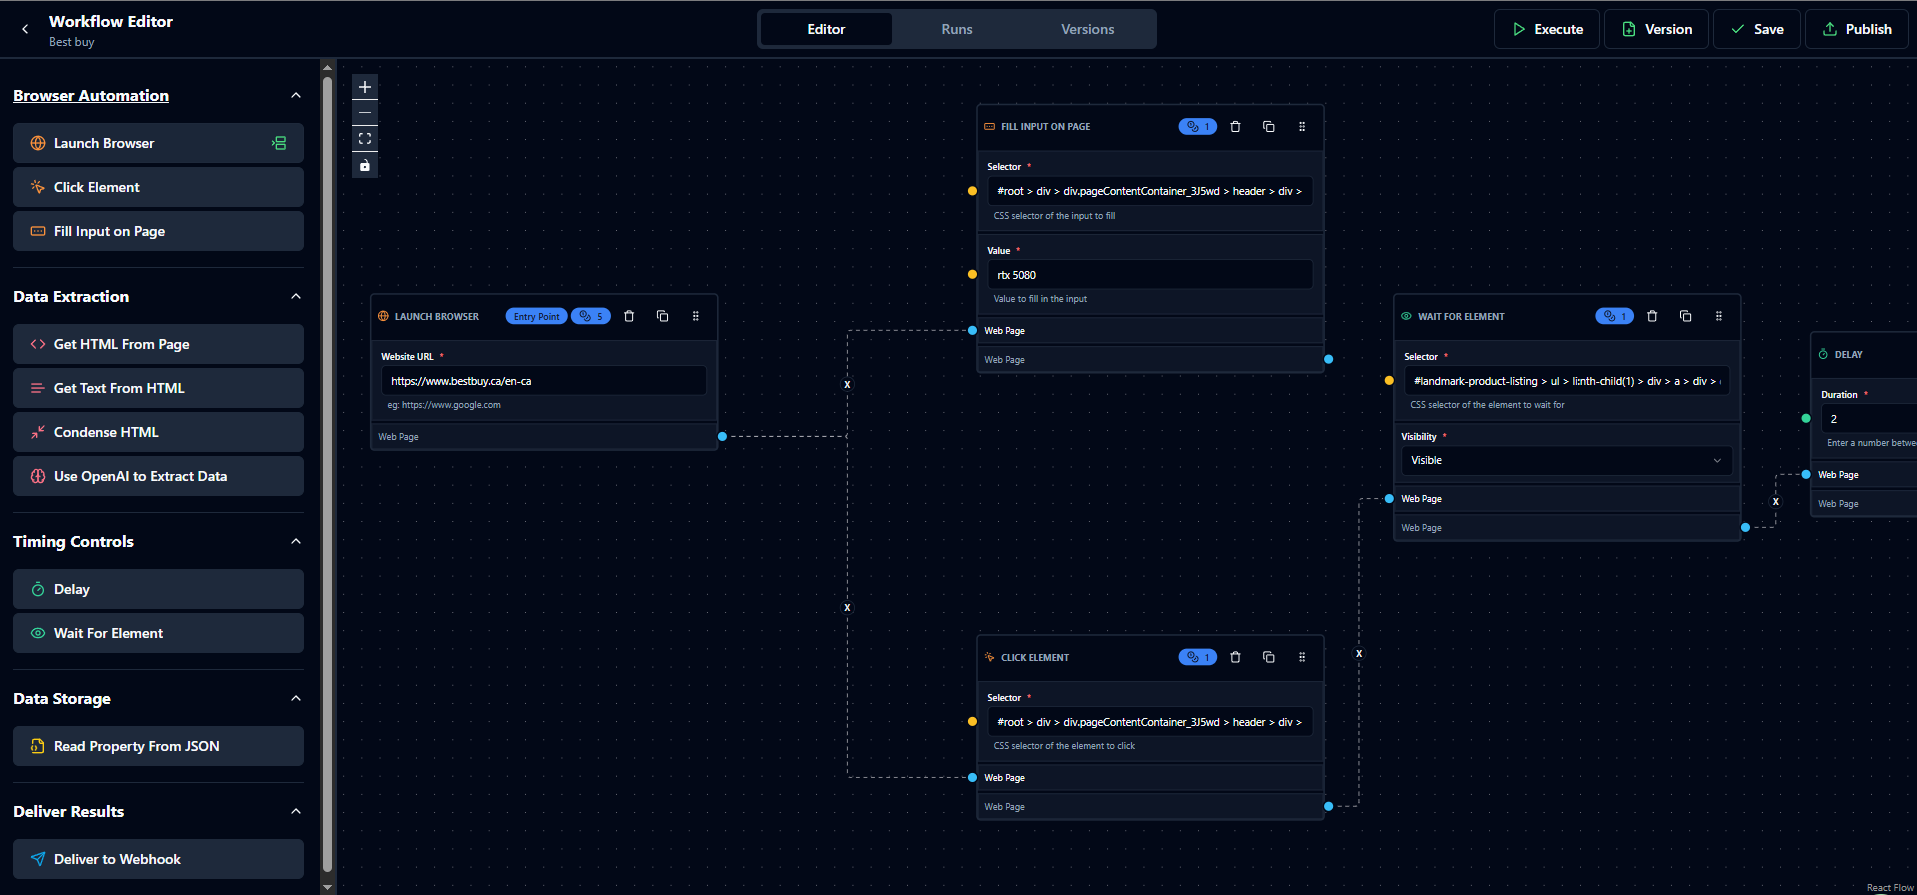 Workflow Editor
Best buy
Editor
Runs
Versions
Execute
Version
Save
Publish
Browser Automation
Launch Browser
Click Element
Fill Input on Page
Data Extraction
Get HTML From Page
Get Text From HTML
Condense HTML
Use OpenAI to Extract Data
Timing Controls
Delay
Wait For Element
Data Storage
Read Property From JSON
Deliver Results
Deliver to Webhook
LAUNCH BROWSER
Entry Point
5
Website URL *
https://www.bestbuy.ca/en-ca
eg: https://www.google.com
Web Page
X
X
FILL INPUT ON PAGE
1
Selector *
#root > div > div.pageContentContainer_3J5wd > header > div >
CSS selector of the input to fill
Value *
rtx 5080
Value to fill in the input
Web Page
Web Page
CLICK ELEMENT
1
Selector *
#root > div > div.pageContentContainer_3J5wd > header > div >
CSS selector of the element to click
Web Page
Web Page
X
WAIT FOR ELEMENT
1
Selector *
#landmark-product-listing > ul > li:nth-child(1) > div > a > div >
CSS selector of the element to wait for
Visibility *
Visible
Web Page
Web Page
X
DELAY
Duration *
2
Enter a number betwe
Web Page
Web Page
React Flow